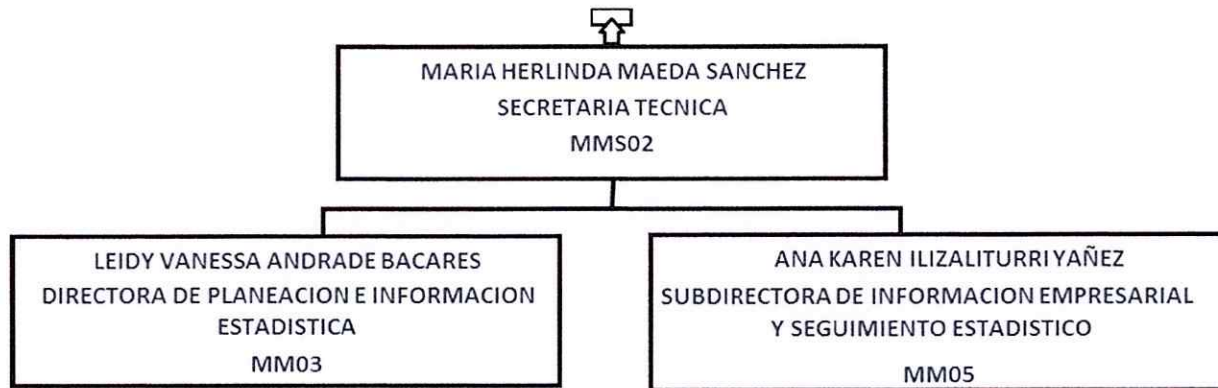 MARIA HERLINDA MAEDA SANCHEZ
SECRETARIA TECNICA
MMS02
LEIDY VANESSA ANDRADE BACARES
DIRECTORA DE PLANEACION E INFORMACION
ESTADISTICA
MM03
ANA KAREN ILIZALITURRI YAÑEZ
SUBDIRECTORA DE INFORMACION EMPRESARIAL
Y SEGUIMIENTO ESTADISTICO
MM05